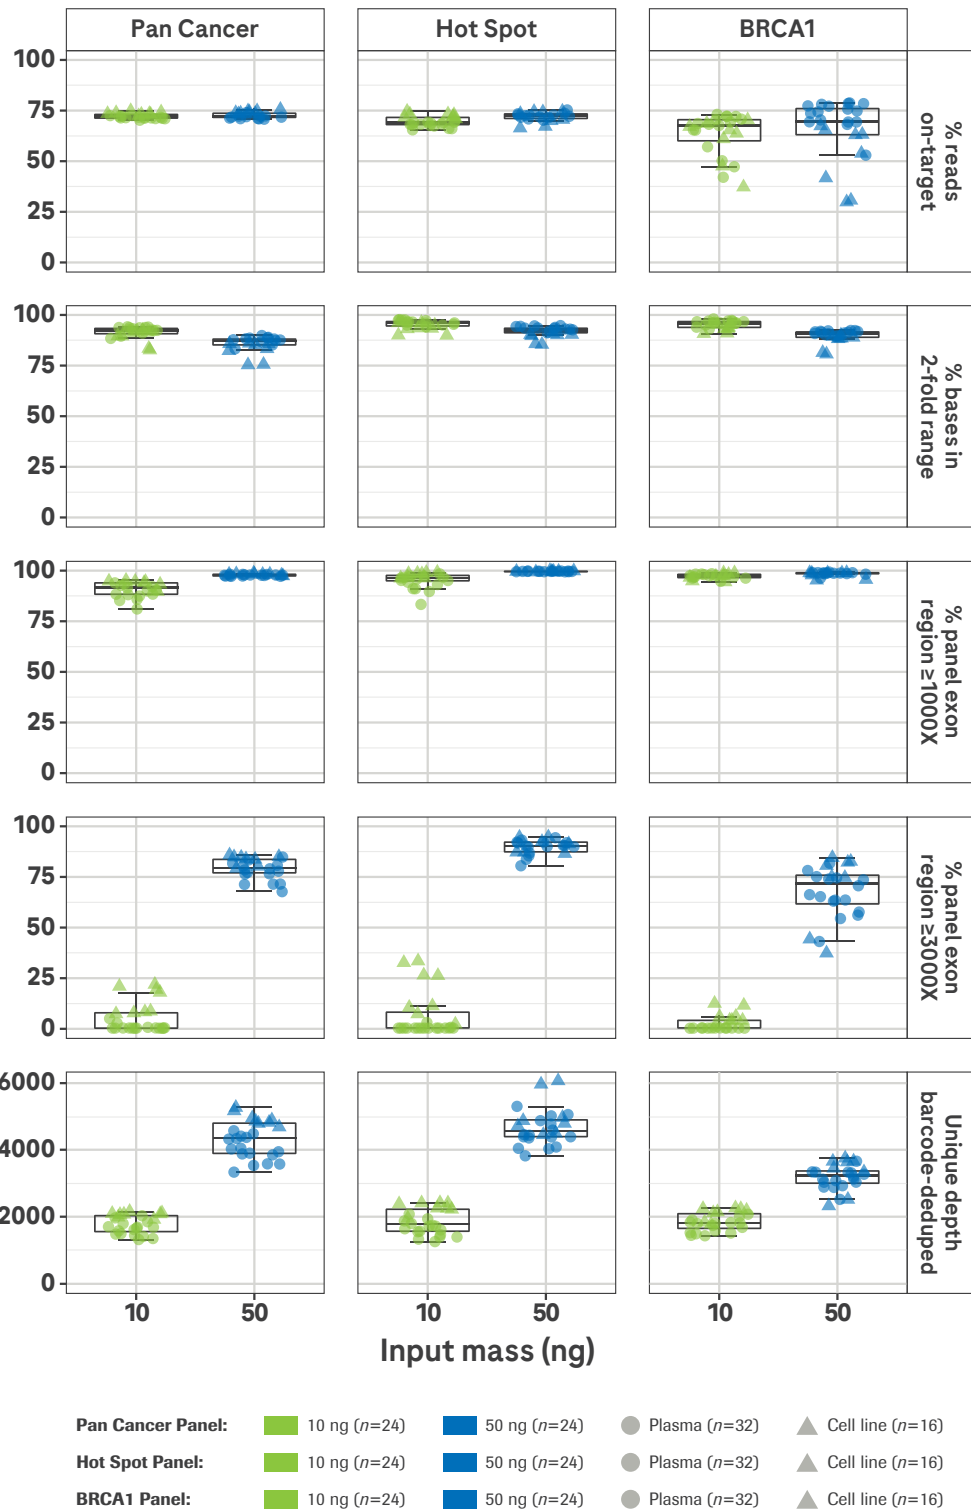 Pan Cancer Hot Spot BRCA1
100
75
50
25
0
% reads
on-target
100
75
50
25
0
% bases in
2-fold range
100
75
50
25
0
% panel exon
region ≥1000X
100
75
50
25
0
% panel exon
region ≥3000X
6000
4000
2000
0
Unique depth
barcode-deduped
10 50 10 50 10 50
Input mass (ng)
Pan Cancer Panel: 10 ng (n=24) 50 ng (n=24) Plasma (n=32) Cell line (n=16)
Hot Spot Panel: 10 ng (n=24) 50 ng (n=24) Plasma (n=32) Cell line (n=16)
BRCA1 Panel: 10 ng (n=24) 50 ng (n=24) Plasma (n=32) Cell line (n=16)